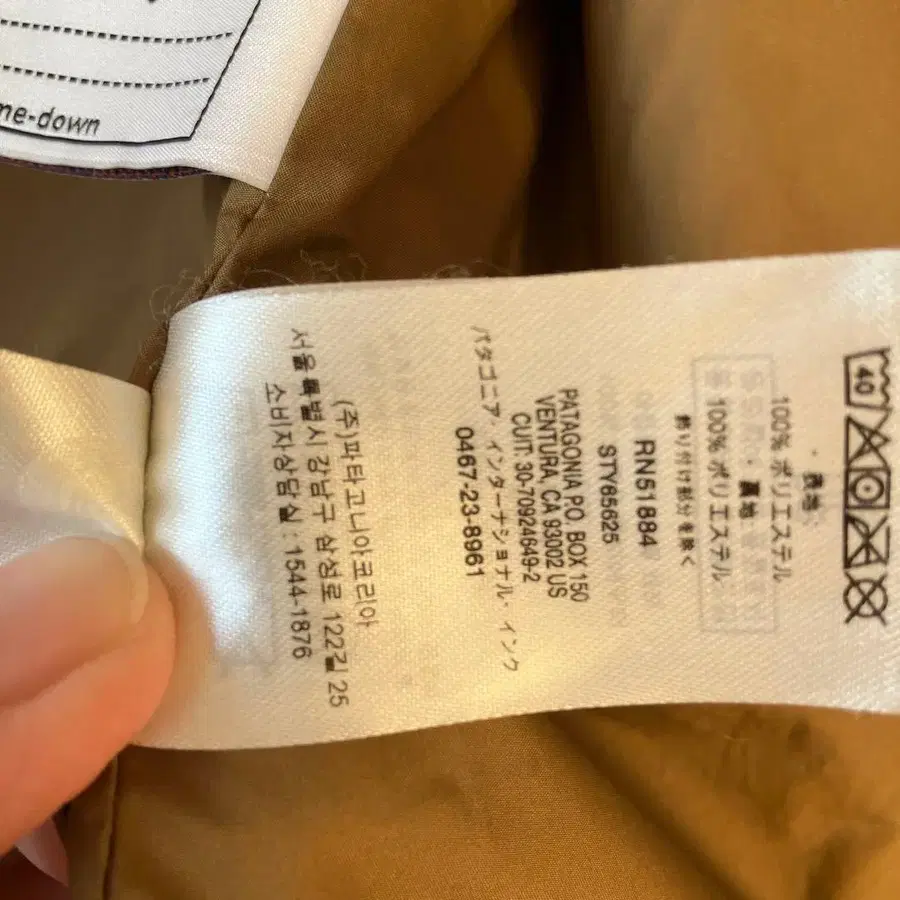 me-down
40
・表地:
100% ポリエステル
・裏地:
100% ポリエステル
飾り付け部分を除く
RN51884
STY65625
PATAGONIA P.O. BOX 150
VENTURA, CA 93002 US
CUIT: 30-70924649-2
パタゴニア・インターナショナル・インク
0467-23-8961
(주)파타고니아코리아
서울특별시 강남구 삼성로 122길 25
소비자상담실 : 1544-1876